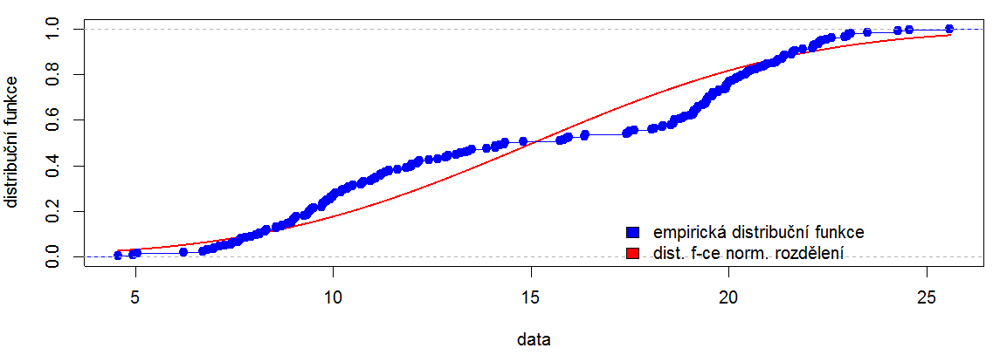 distribuční funkce
1.0
0.8
0.6
0.4
0.2
0.0
empirická distribuční funkce
dist. f-ce norm. rozdělení
5 10 15 20 25
data